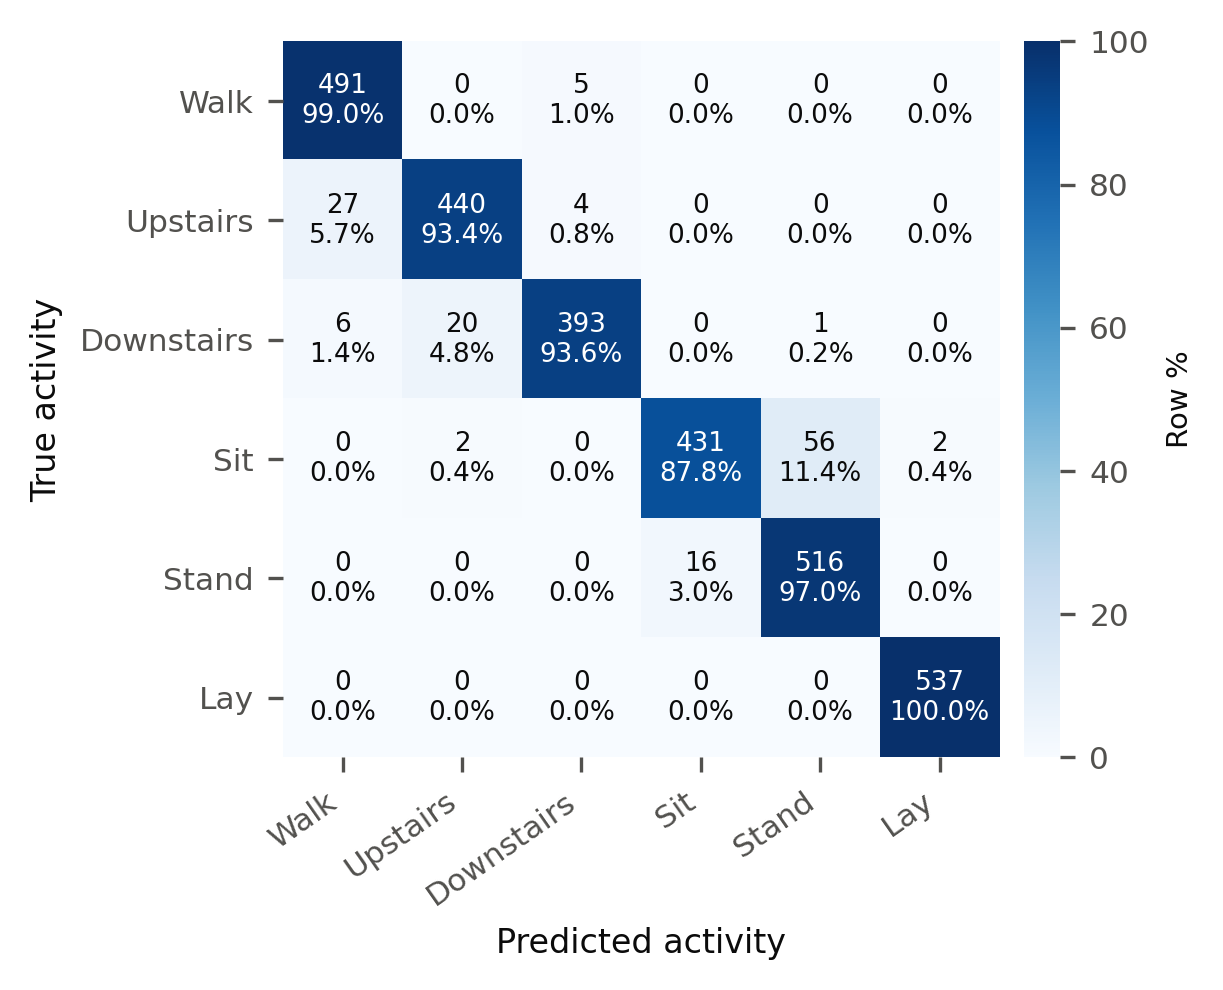 Walk 491 0 5 0 0 0
99.0% 0.0% 1.0% 0.0% 0.0% 0.0%
Upstairs 27 440 4 0 0 0
5.7% 93.4% 0.8% 0.0% 0.0% 0.0%
Downstairs 6 20 393 0 1 0
1.4% 4.8% 93.6% 0.0% 0.2% 0.0%
Sit 0 2 0 431 56 2
0.0% 0.4% 0.0% 87.8% 11.4% 0.4%
Stand 0 0 0 16 516 0
0.0% 0.0% 0.0% 3.0% 97.0% 0.0%
Lay 0 0 0 0 0 537
0.0% 0.0% 0.0% 0.0% 0.0% 100.0%
Walk Upstairs Downstairs Sit Stand Lay
Predicted activity
True activity
100
80
60
40
20
0
Row %